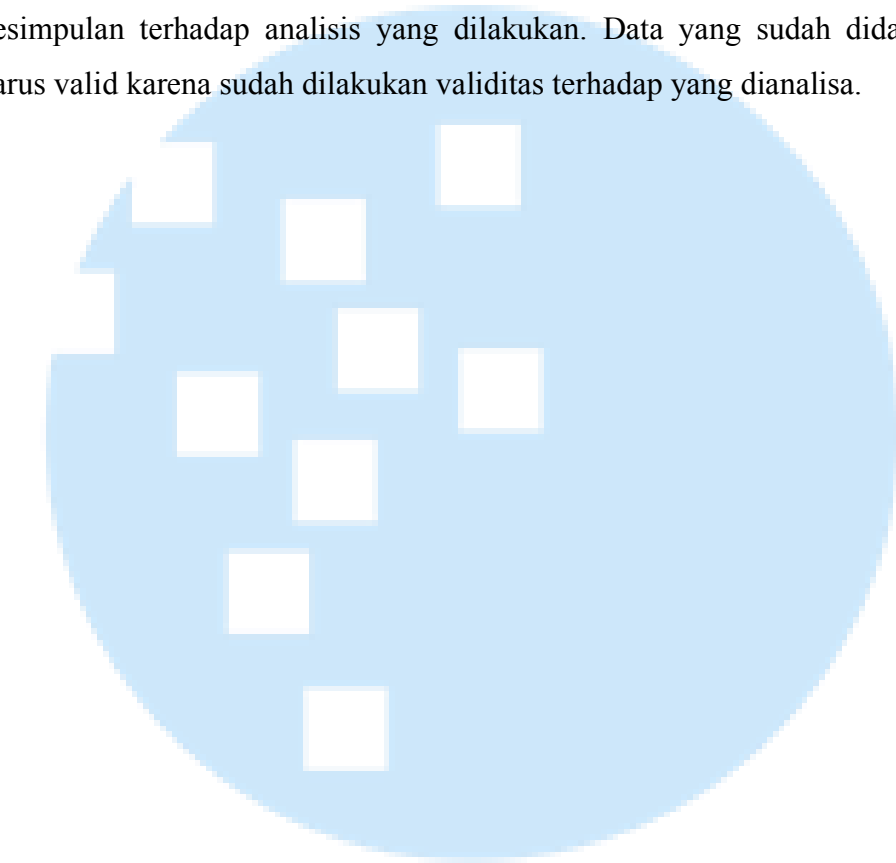 esimpulan terhadap analisis yang dilakukan. Data yang sudah dida
arus valid karena sudah dilakukan validitas terhadap yang dianalisa.